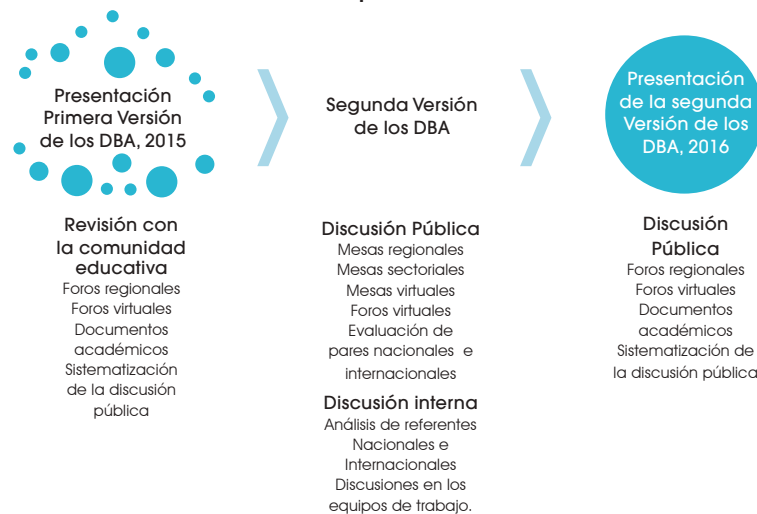 Presentación
Primera Versión
de los DBA, 2015
Revisión con
la comunidad
educativa
Foros regionales
Foros virtuales
Documentos
académicos
Sistematización
de la discusión
pública
Segunda Versión
de los DBA
Discusión Pública
Mesas regionales
Mesas sectoriales
Mesas virtuales
Foros virtuales
Evaluación de
pares nacionales e
internacionales
Discusión interna
Análisis de referentes
Nacionales e
Internacionales
Discusiones en los
equipos de trabajo.
Presentación
de la segunda
Versión de los
DBA, 2016
Discusión
Pública
Foros regionales
Foros virtuales
Documentos
académicos
Sistematización de
la discusión pública